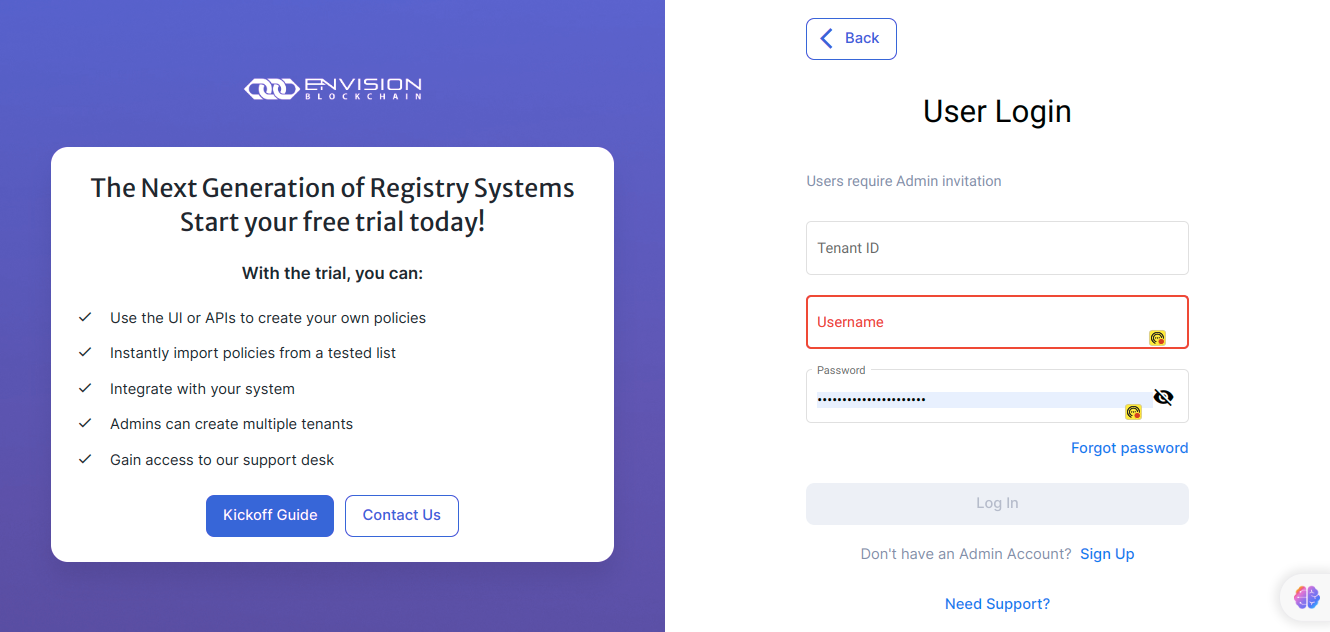 ENVISION
BLOCKCHAIN
The Next Generation of Registry Systems
Start your free trial today!
With the trial, you can:
Use the UI or APIs to create your own policies
Instantly import policies from a tested list
Integrate with your system
Admins can create multiple tenants
Gain access to our support desk
Kickoff Guide
Contact Us
Back
User Login
Users require Admin invitation
Tenant ID
Username
Password
Forgot password
Log In
Don't have an Admin Account? Sign Up
Need Support?